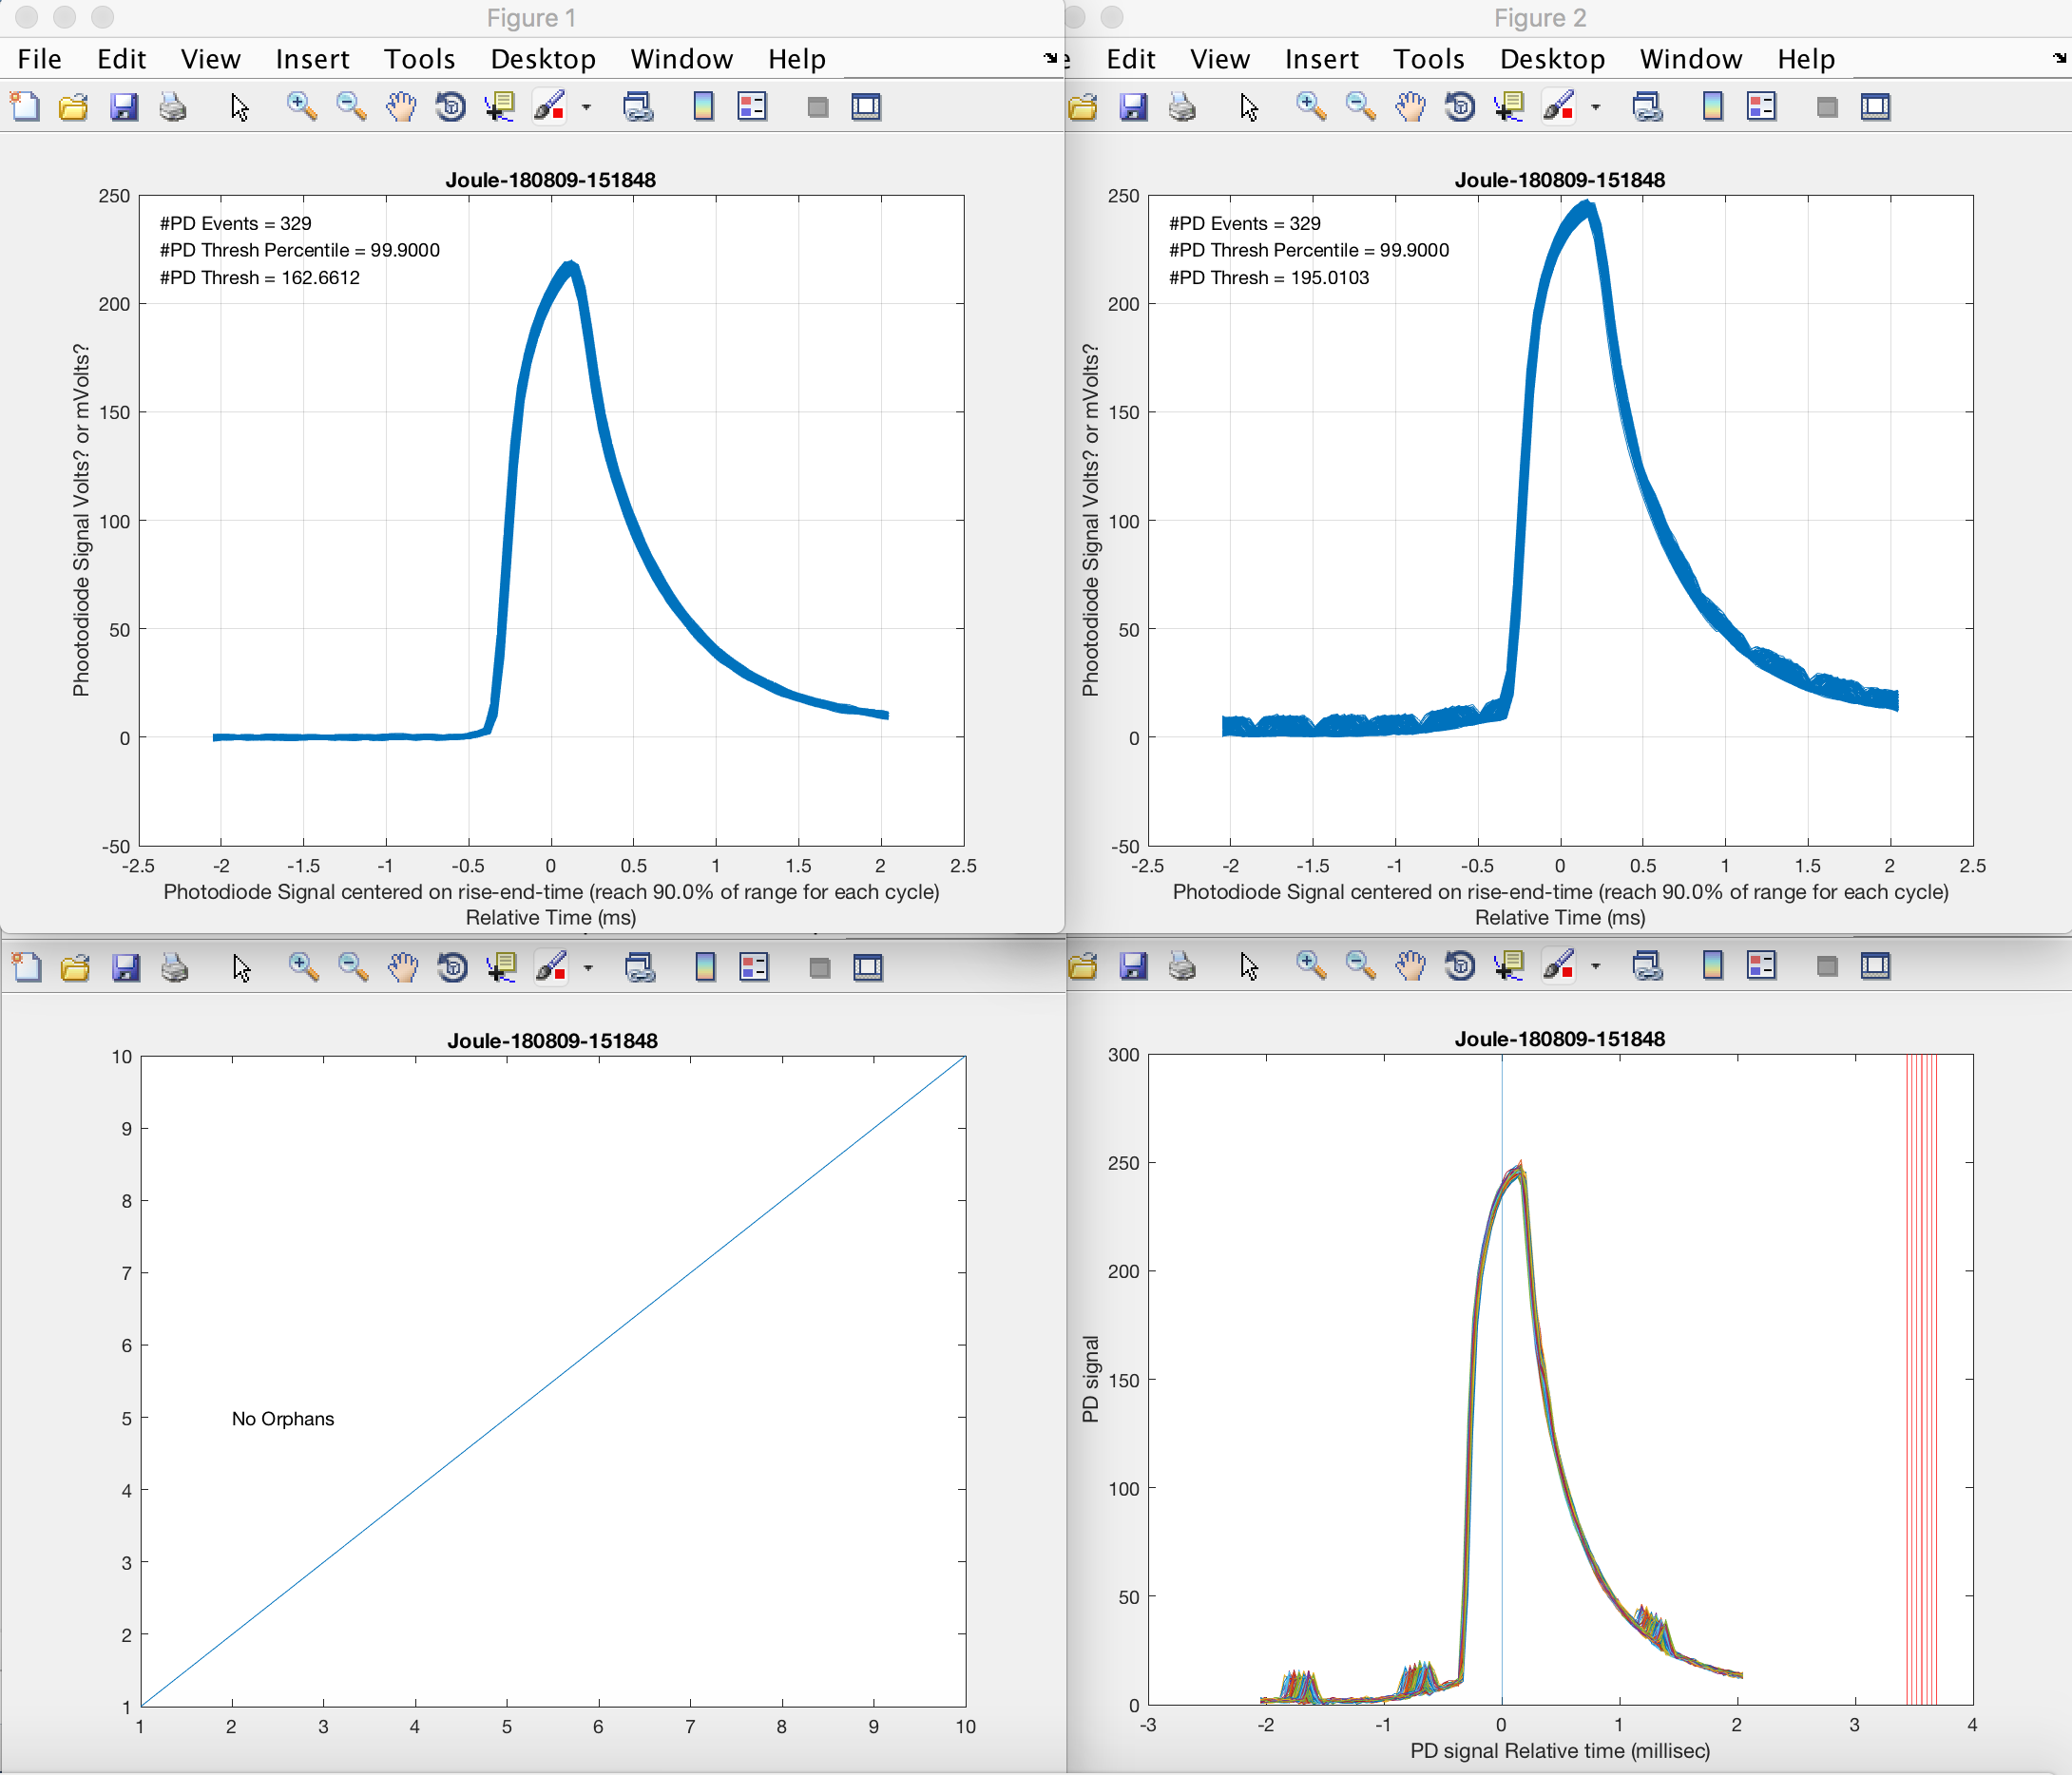 Figure 1
File Edit View Insert Tools Desktop Window Help
Joule-180809-151848
#PD Events = 329
#PD Thresh Percentile = 99.9000
#PD Thresh = 162.6612
Phootodiode Signal Volts? or mVolts?
250
200
150
100
50
0
-50
-2.5 -2 -1.5 -1 -0.5 0 0.5 1 1.5 2 2.5
Photodiode Signal centered on rise-end-time (reach 90.0% of range for each cycle)
Relative Time (ms)
Figure 2
Edit View Insert Tools Desktop Window Help
Joule-180809-151848
#PD Events = 329
#PD Thresh Percentile = 99.9000
#PD Thresh = 195.0103
Phootodiode Signal Volts? or mVolts?
250
200
150
100
50
0
-50
-2.5 -2 -1.5 -1 -0.5 0 0.5 1 1.5 2 2.5
Photodiode Signal centered on rise-end-time (reach 90.0% of range for each cycle)
Relative Time (ms)
Joule-180809-151848
10
9
8
7
6
5
4
3
2
1
No Orphans
1 2 3 4 5 6 7 8 9 10
Joule-180809-151848
PD signal
300
250
200
150
100
50
0
-3 -2 -1 0 1 2 3 4
PD signal Relative time (millisec)